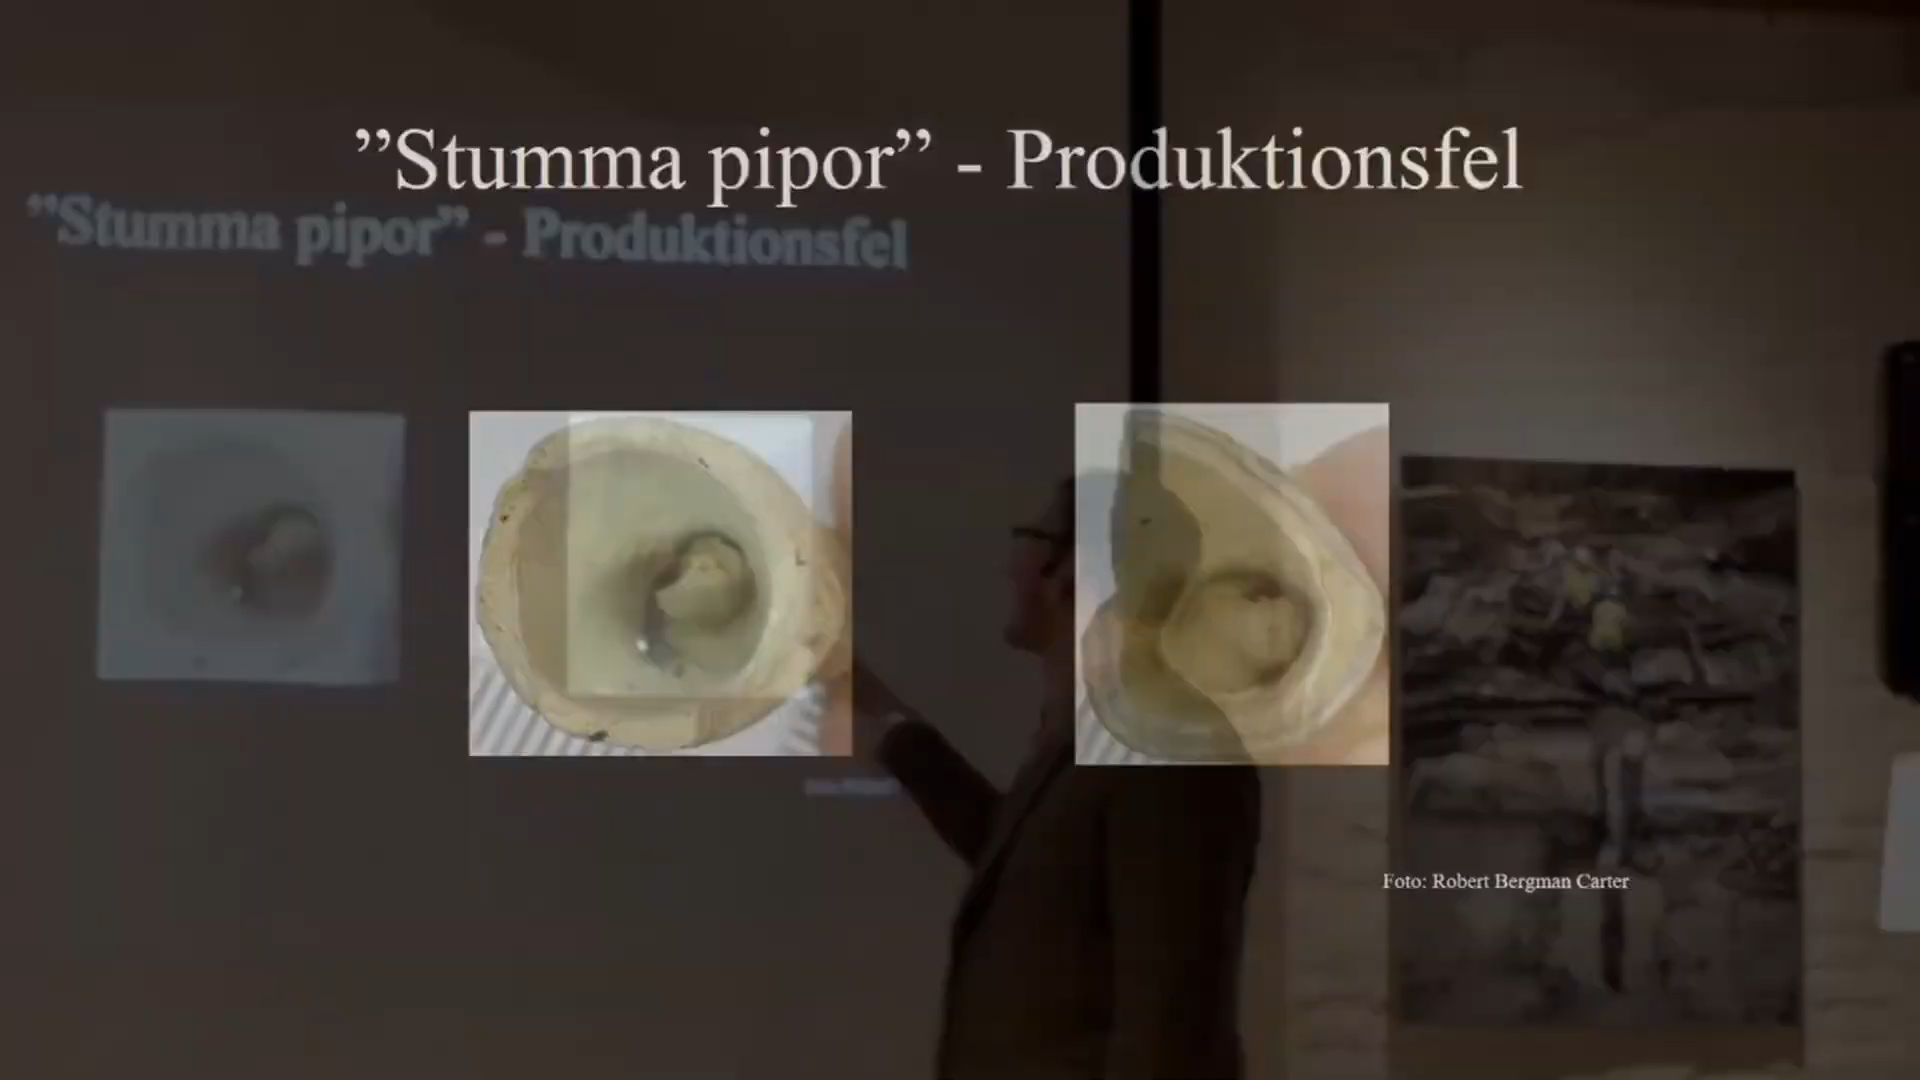 ”Stumma pipor” - Produktionsfel
”Stumma pipor” - Produktionsfel
Foto: Robert Bergman Carter